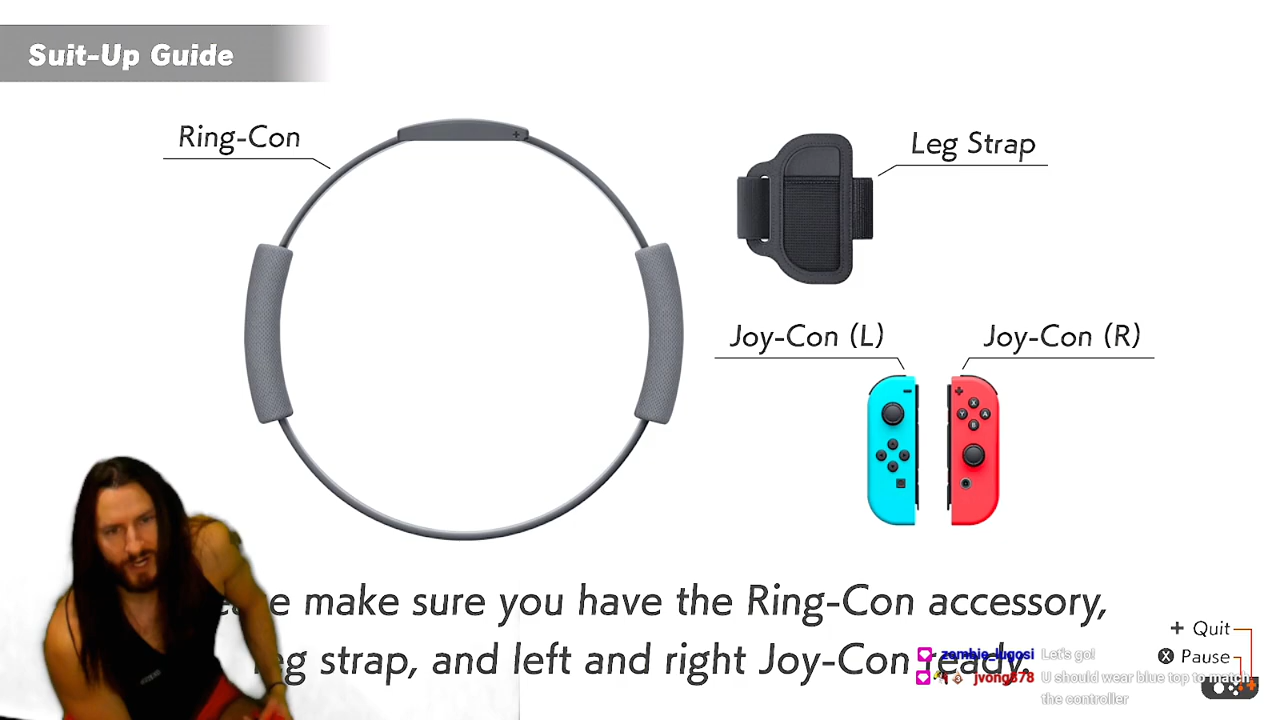 Suit-Up Guide
Ring-Con
Leg Strap
Joy-Con (L)
Joy-Con (R)
make sure you have the Ring-Con accessory,
strap, and left and right Joy-Con ready.
+ Quit
X Pause
zombie_lugosi Let's go!
jvong878 U should wear blue top to match
the controller